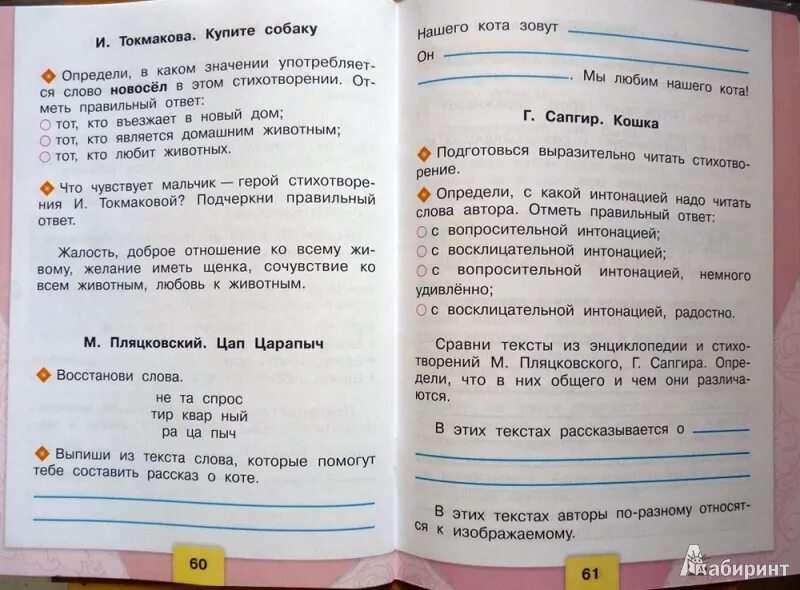 И. Токмакова. Купите собаку
Определи, в каком значении употребляет-
ся слово новосёл в этом стихотворении. От-
меть правильный ответ:
тот, кто въезжает в новый дом;
тот, кто является домашним животным;
тот, кто любит животных.
Что чувствует мальчик — герой стихотворе-
ния И. Токмаковой? Подчеркни правильный
ответ.
Жалость, доброе отношение ко всему жи-
вому, желание иметь щенка, сочувствие ко
всем животным, любовь к животным.
М. Пляцковский. Цап Царапыч
Восстанови слова.
не та спрос
тир квар ный
ра ца пыч
Выпиши из текста слова, которые помогут
тебе составить рассказ о коте.
60
Нашего кота зовут
Он
. Мы любим нашего кота!
Г. Сапгир. Кошка
Подготовься выразительно читать стихотво-
рение.
Определи, с какой интонацией надо читать
слова автора. Отметь правильный ответ:
с вопросительной интонацией;
с восклицательной интонацией;
с вопросительной интонацией, немного
удивлённо;
с восклицательной интонацией, радостно.
Сравни тексты из энциклопедии и стихо-
творений М. Пляцковского, Г. Сапгира. Опре-
дели, что в них общего и чем они различа-
ются.
В этих текстах рассказывается о
В этих текстах авторы по-разному относят-
ся к изображаемому.
61
Лабиринт